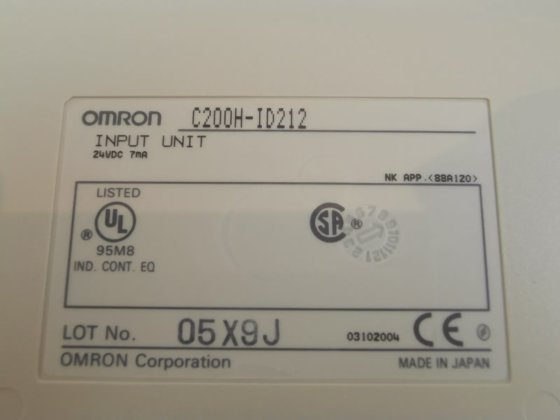 OMRON C200H-ID212
INPUT UNIT
24VDC 7mA
NK APP.<BBA120>
LISTED
UL ®
95M8
IND. CONT. EQ
SA ®
LOT No. 05X9J 03102004 CE
OMRON Corporation MADE IN JAPAN